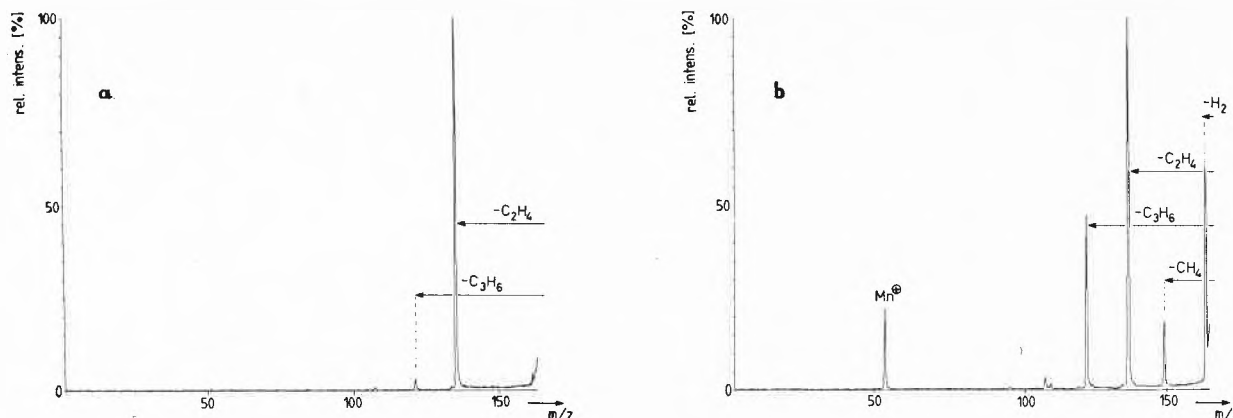 rel. intens. [%]
100
50
0
a
-C₂H₄
-C₃H₆
50
100
150
m/z
rel. intens. [%]
100
50
0
b
-H₂
-C₂H₄
-C₃H₆
-CH₄
Mn⊕
50
100
150
m/z